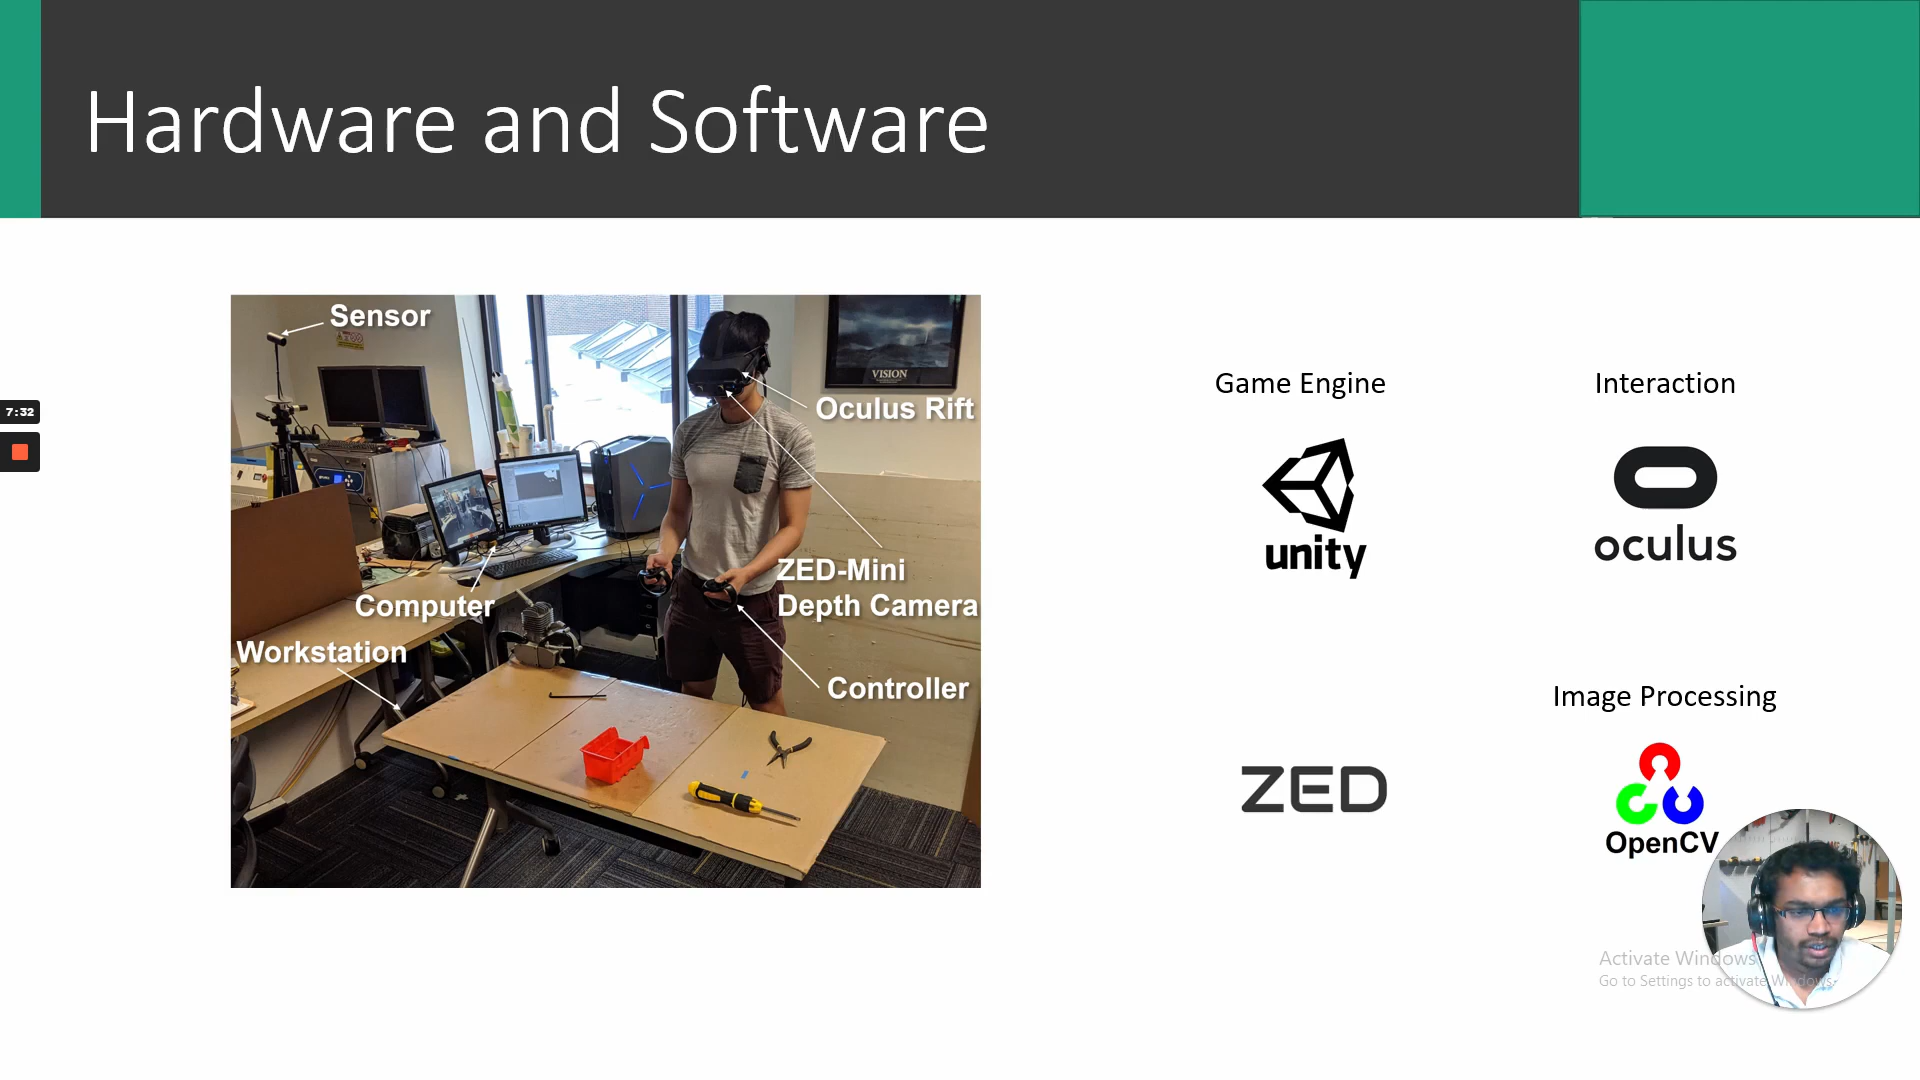 Hardware and Software
7:32
Sensor
VISION
Oculus Rift
ZED-Mini
Depth Camera
Computer
Workstation
Controller
Game Engine
Interaction
unity
oculus
Image Processing
ZED
OpenCV
Activate Windows
Go to Settings to activate Windows.